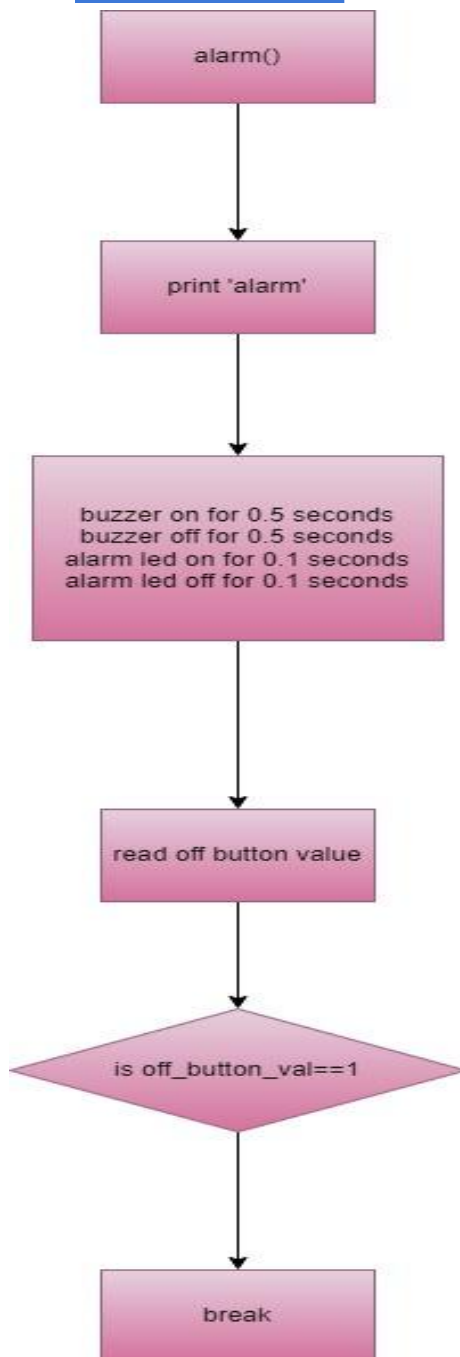 alarm()
print 'alarm'
buzzer on for 0.5 seconds
buzzer off for 0.5 seconds
alarm led on for 0.1 seconds
alarm led off for 0.1 seconds
read off button value
is off_button_val==1
break